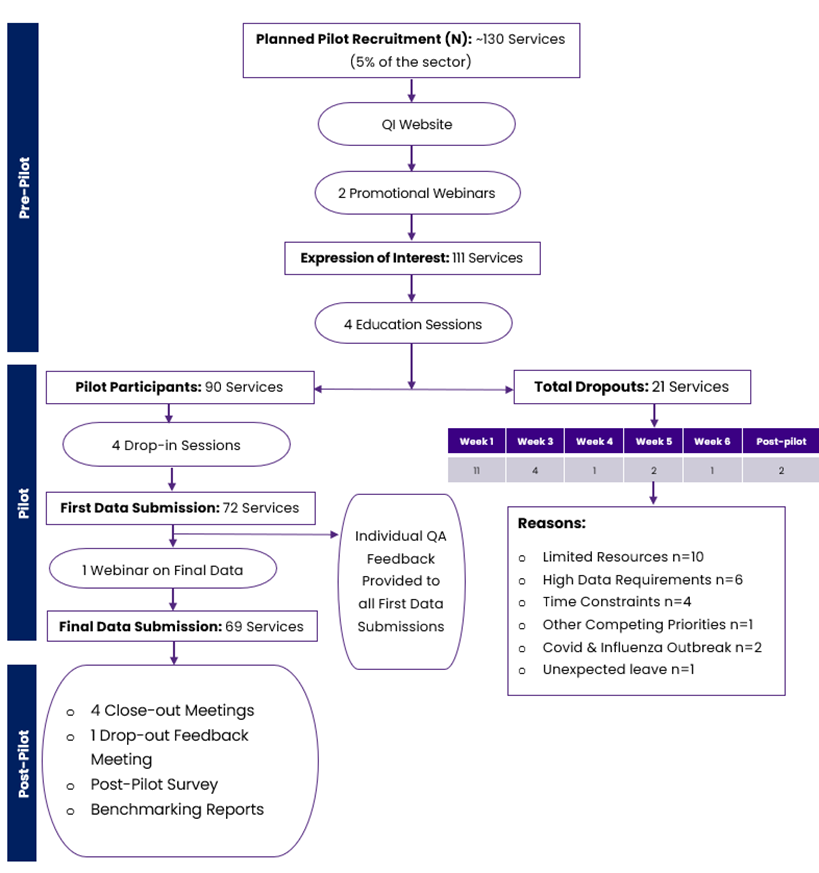 Pre-Pilot
Planned Pilot Recruitment (N): ~130 Services
(5% of the sector)
QI Website
2 Promotional Webinars
Expression of Interest: 111 Services
4 Education Sessions
Pilot
Pilot Participants: 90 Services
4 Drop-in Sessions
First Data Submission: 72 Services
1 Webinar on Final Data
Final Data Submission: 69 Services
Individual QA
Feedback
Provided to
all First Data
Submissions
Total Dropouts: 21 Services
Week 1 Week 3 Week 4 Week 5 Week 6 Post-pilot
11 4 1 2 1 2
Reasons:
o Limited Resources n=10
o High Data Requirements n=6
o Time Constraints n=4
o Other Competing Priorities n=1
o Covid & Influenza Outbreak n=2
o Unexpected leave n=1
Post-Pilot
o 4 Close-out Meetings
o 1 Drop-out Feedback
Meeting
o Post-Pilot Survey
o Benchmarking Reports